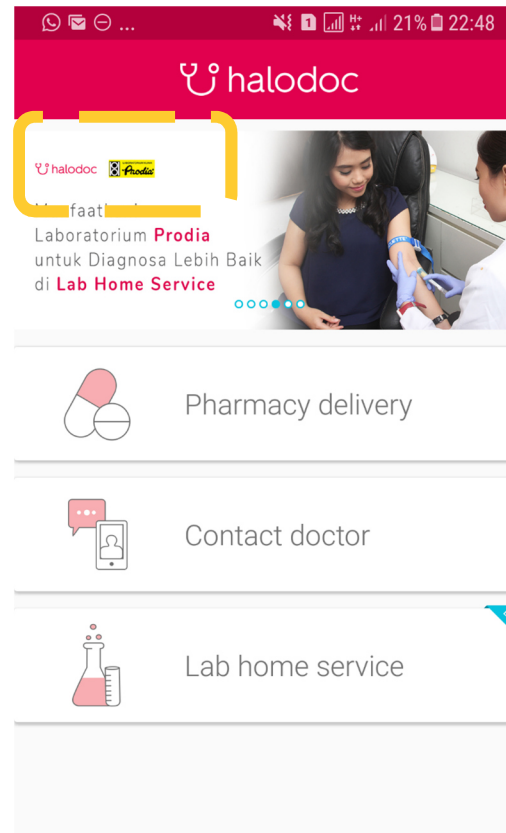 21% 22:48
halodoc
halodoc Prodia
Laboratorium Prodia
untuk Diagnosa Lebih Baik
di Lab Home Service
Pharmacy delivery
Contact doctor
Lab home service